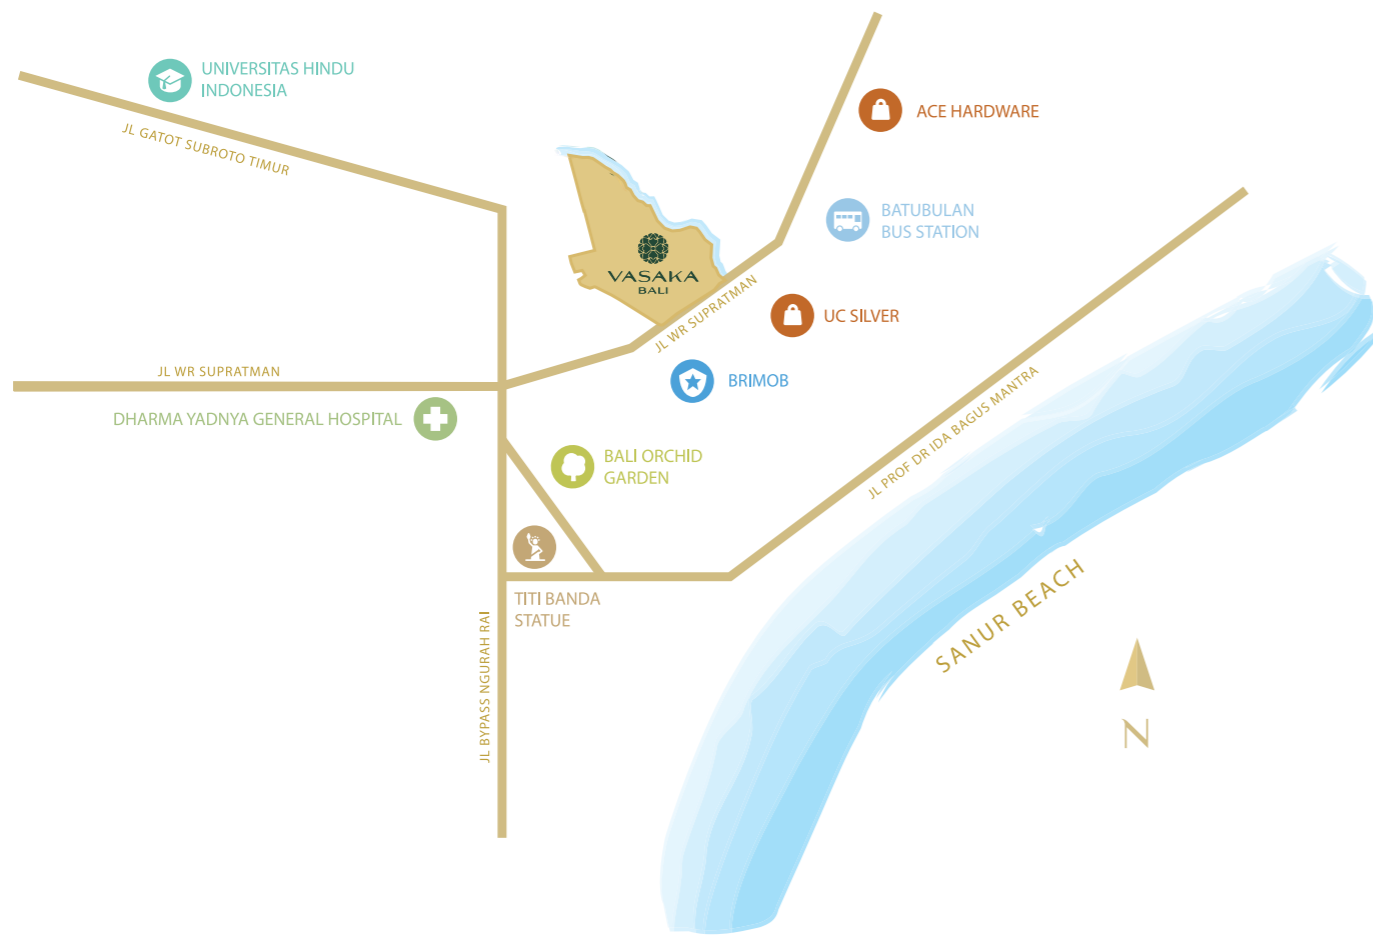 UNIVERSITAS HINDU
INDONESIA
JL GATOT SUBROTO TIMUR
ACE HARDWARE
BATUBULAN
BUS STATION
VASAKA
BALI
JL WR SUPRATMAN
UC SILVER
BRIMOB
JL WR SUPRATMAN
DHARMA YADNYA GENERAL HOSPITAL
JL PROF DR IDA BAGUS MANTRA
BALI ORCHID
GARDEN
TITI BANDA
STATUE
JL BYPASS NGURAH RAI
SANUR BEACH
N